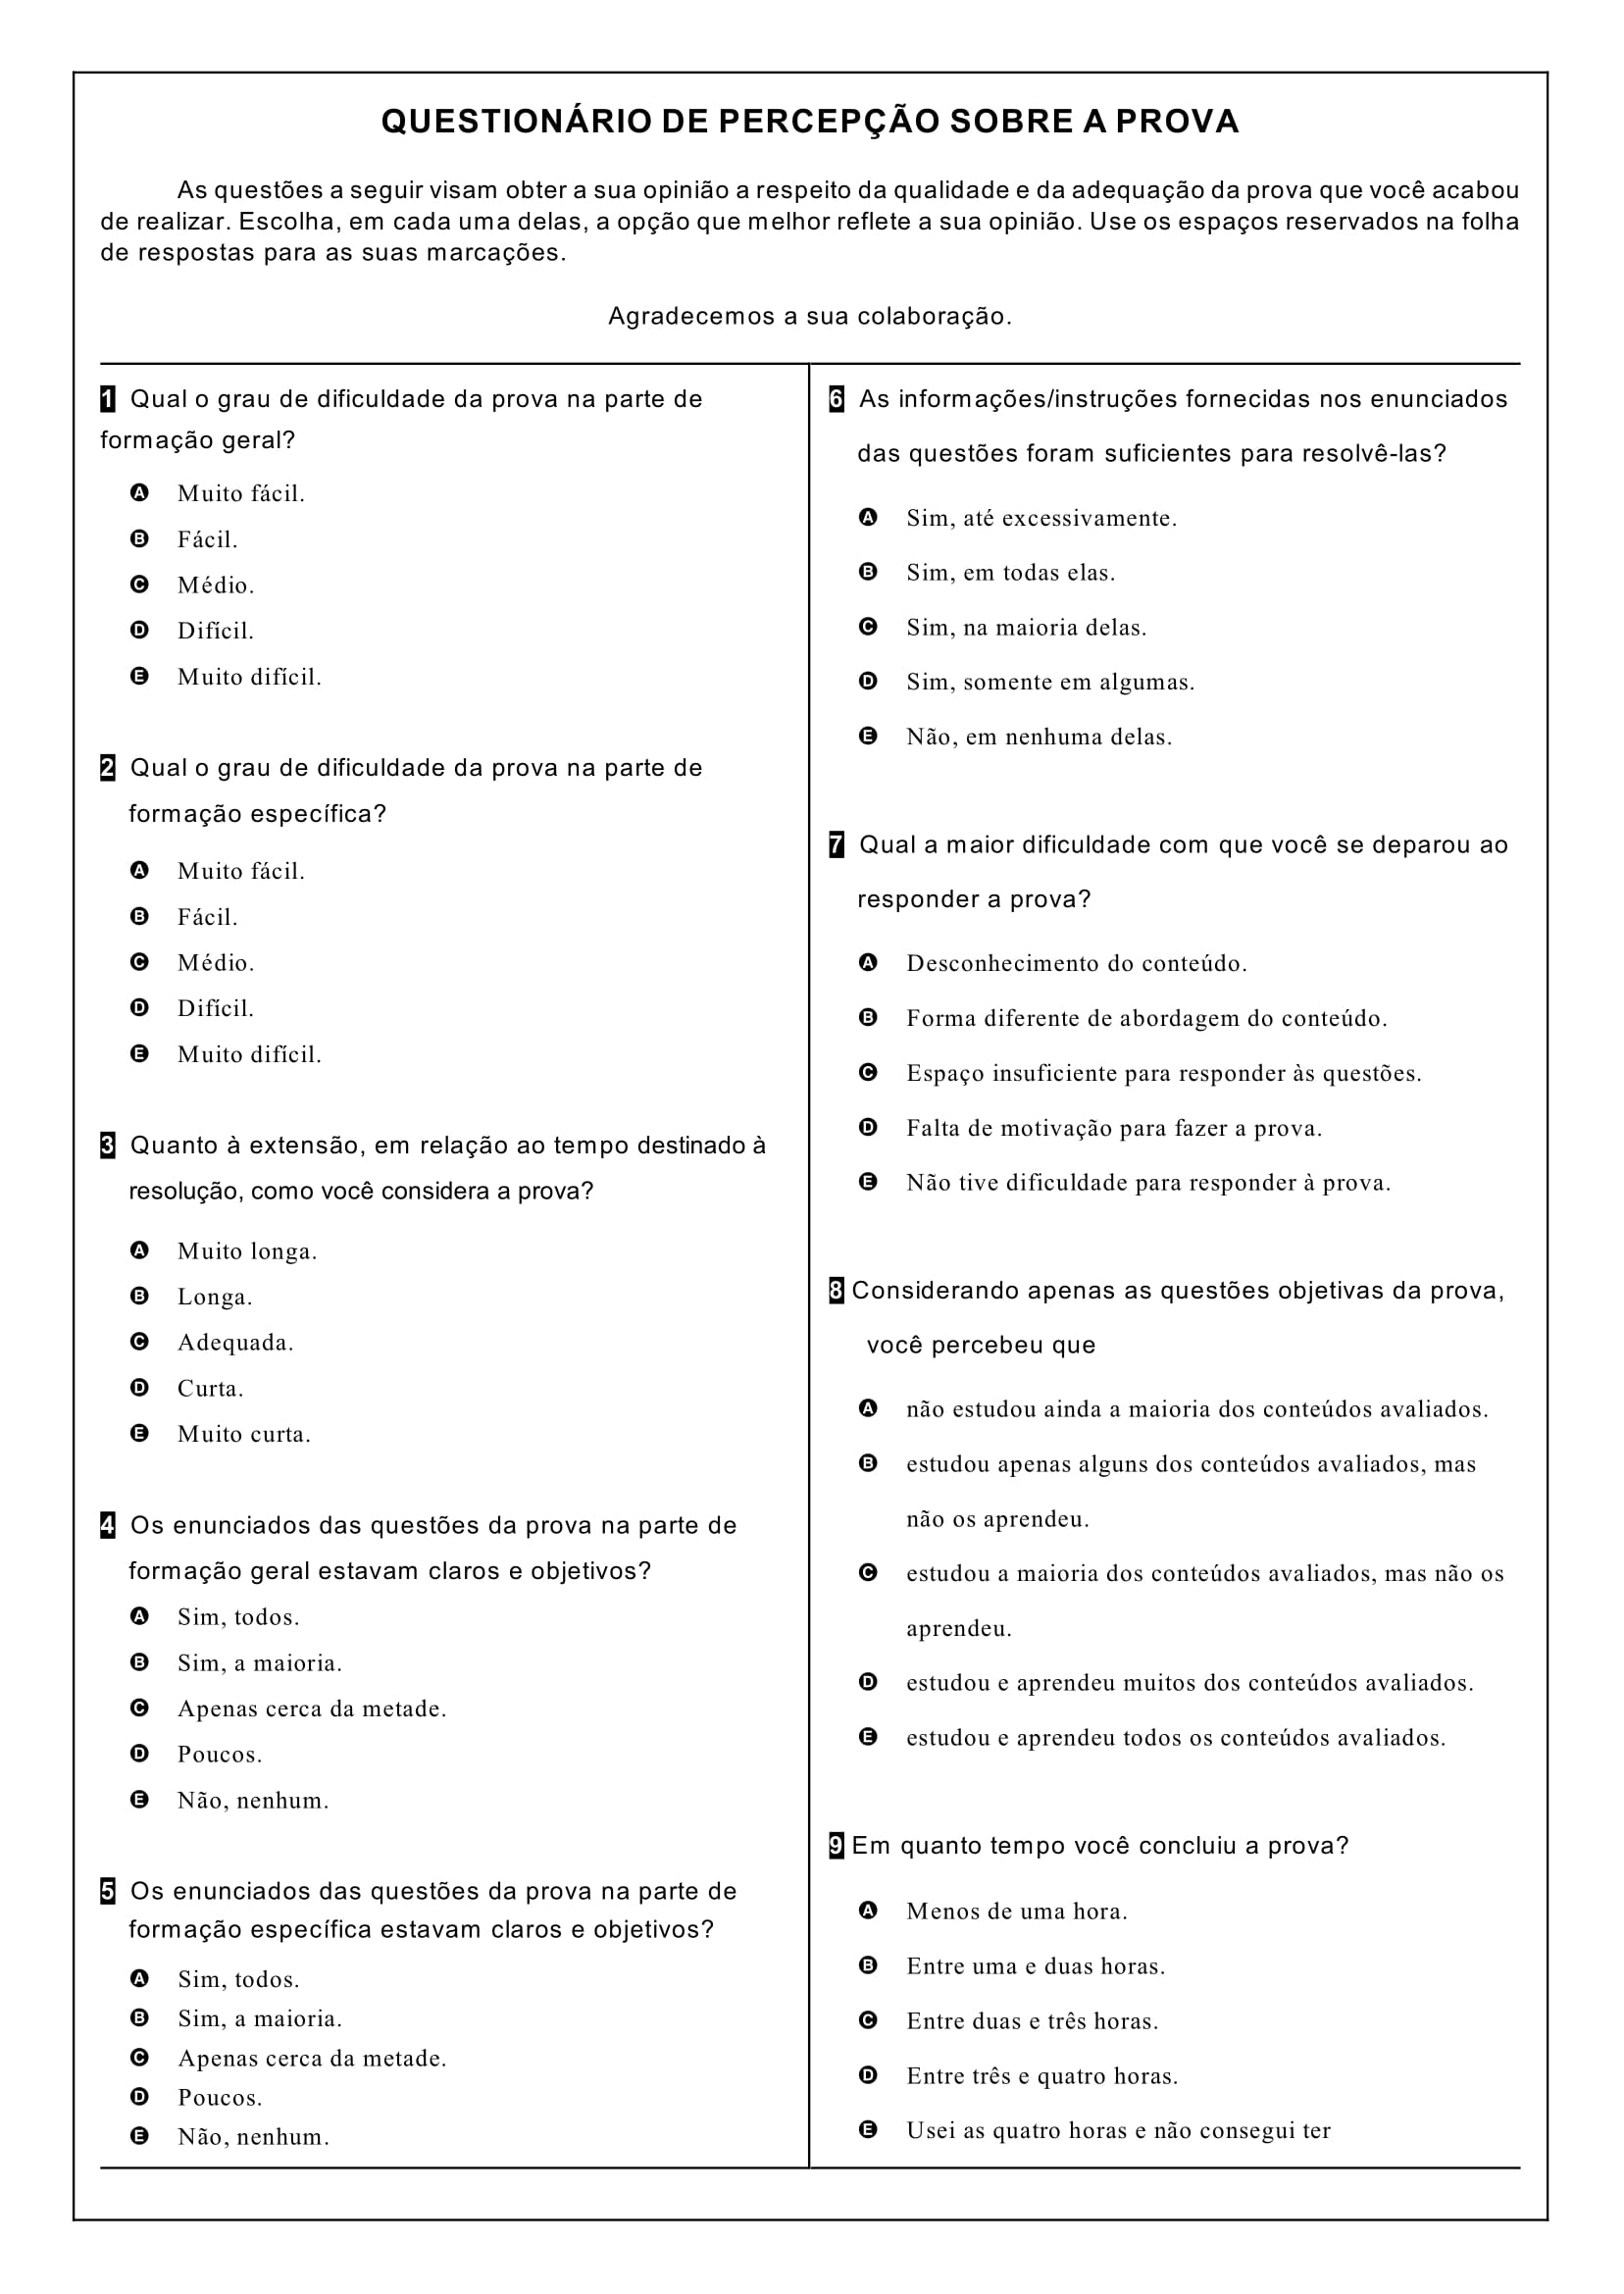 QUESTIONÁRIO DE PERCEPÇÃO SOBRE A PROVA
As questões a seguir visam obter a sua opinião a respeito da qualidade e da adequação da prova que você acabou
de realizar. Escolha, em cada uma delas, a opção que melhor reflete a sua opinião. Use os espaços reservados na folha
de respostas para as suas marcações.
Agradecemos a sua colaboração.
1 Qual o grau de dificuldade da prova na parte de
formação geral?
A Muito fácil.
B Fácil.
C Médio.
D Difícil.
E Muito difícil.
2 Qual o grau de dificuldade da prova na parte de
formação específica?
A Muito fácil.
B Fácil.
C Médio.
D Difícil.
E Muito difícil.
3 Quanto à extensão, em relação ao tempo destinado à
resolução, como você considera a prova?
A Muito longa.
B Longa.
C Adequada.
D Curta.
E Muito curta.
4 Os enunciados das questões da prova na parte de
formação geral estavam claros e objetivos?
A Sim, todos.
B Sim, a maioria.
C Apenas cerca da metade.
D Poucos.
E Não, nenhum.
5 Os enunciados das questões da prova na parte de
formação específica estavam claros e objetivos?
A Sim, todos.
B Sim, a maioria.
C Apenas cerca da metade.
D Poucos.
E Não, nenhum.
6 As informações/instruções fornecidas nos enunciados
das questões foram suficientes para resolvê-las?
A Sim, até excessivamente.
B Sim, em todas elas.
C Sim, na maioria delas.
D Sim, somente em algumas.
E Não, em nenhuma delas.
7 Qual a maior dificuldade com que você se deparou ao
responder a prova?
A Desconhecimento do conteúdo.
B Forma diferente de abordagem do conteúdo.
C Espaço insuficiente para responder às questões.
D Falta de motivação para fazer a prova.
E Não tive dificuldade para responder à prova.
8 Considerando apenas as questões objetivas da prova,
você percebeu que
A não estudou ainda a maioria dos conteúdos avaliados.
B estudou apenas alguns dos conteúdos avaliados, mas
não os aprendeu.
C estudou a maioria dos conteúdos avaliados, mas não os
aprendeu.
D estudou e aprendeu muitos dos conteúdos avaliados.
E estudou e aprendeu todos os conteúdos avaliados.
9 Em quanto tempo você concluiu a prova?
A Menos de uma hora.
B Entre uma e duas horas.
C Entre duas e três horas.
D Entre três e quatro horas.
E Usei as quatro horas e não consegui ter